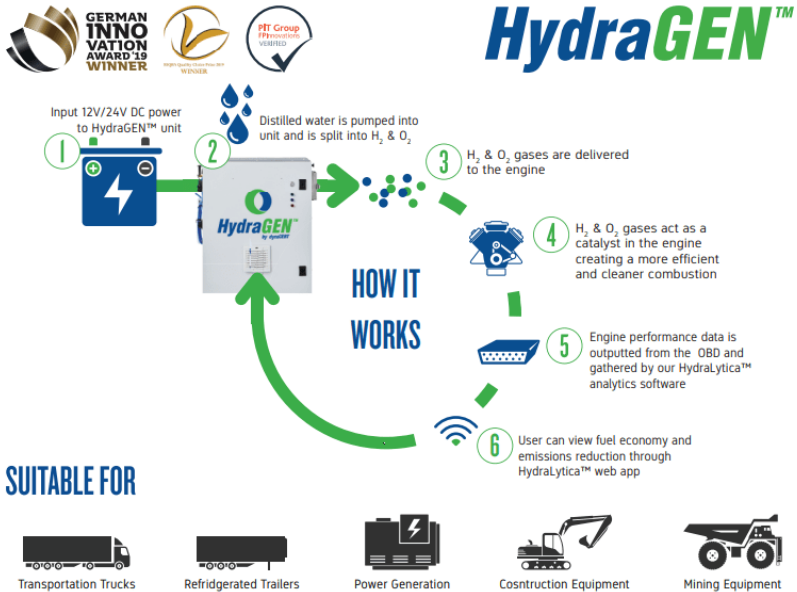 GERMAN
INNO
VATION
AWARD '19
WINNER
WINNER
PIT Group
FPInnovations
VERIFIED
HydraGEN™
Input 12V/24V DC power
to HydraGEN™ unit
1
2
Distilled water is pumped into
unit and is split into H₂ & O₂
HydraGEN™
by dynaCERT
3
H₂ & O₂ gases are delivered
to the engine
4
H₂ & O₂ gases act as a
catalyst in the engine
creating a more efficient
and cleaner combustion
HOW IT
WORKS
5
Engine performance data is
outputted from the OBD and
gathered by our HydraLytica™
analytics software
6
User can view fuel economy and
emissions reduction through
HydraLytica™ web app
SUITABLE FOR
Transportation Trucks
Refridgerated Trailers
Power Generation
Cosntruction Equipment
Mining Equipment